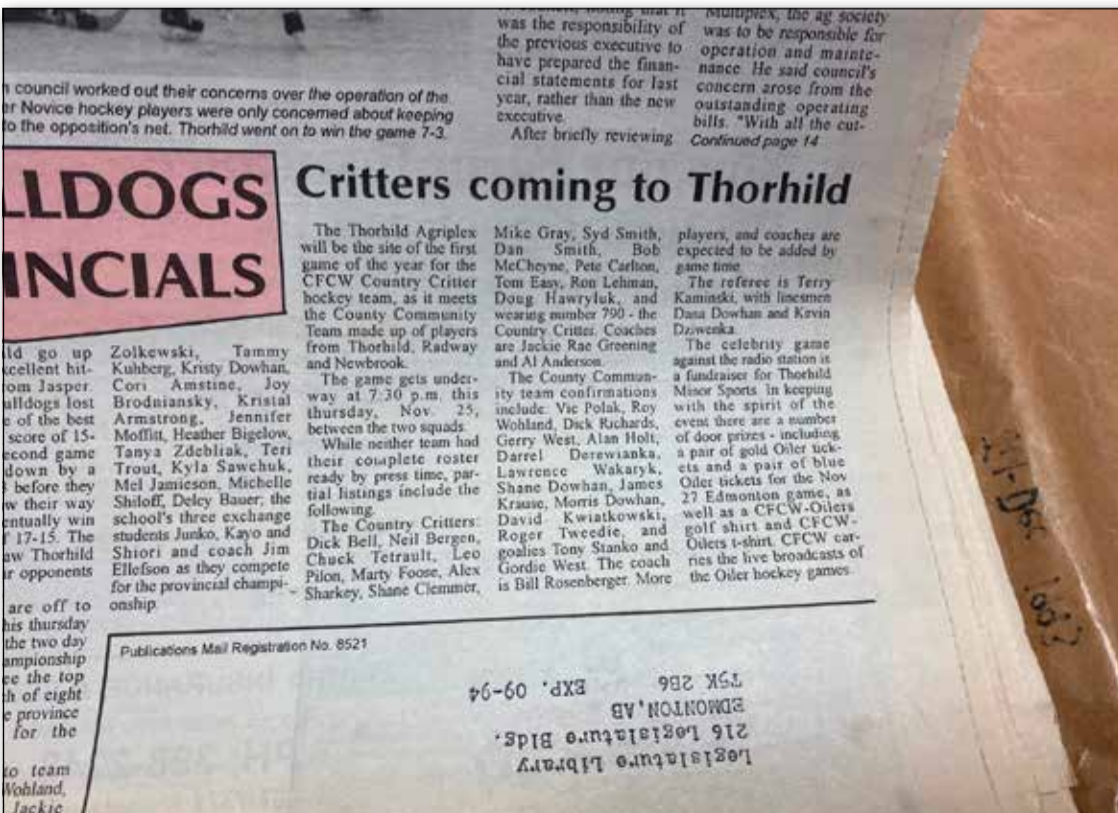 was the responsibility of
the previous executive to
have prepared the finan-
cial statements for last
year, rather than the new
executive.
After briefly reviewing
Multiplex, the ag society
was to be responsible for
operation and mainte-
nance. He said council's
concern arose from the
outstanding operating
bills. "With all the cut-
Continued page 14
council worked out their concerns over the operation of the
er Novice hockey players were only concerned about keeping
to the opposition's net. Thorhild went on to win the game 7-3.
LLDOGS
INCIALS
ld go up
xcellent hit-
om Jasper.
ulldogs lost
e of the best
score of 15-
econd game
down by a
before they
w their way
entually win
17-15. The
aw Thorhild
ir opponents
are off to
his thursday
the two day
ampionship
ee the top
h of eight
e province
for the
to team
Wohland,
Jackie
Zolkewski, Tammy
Kuhberg, Kristy Dowhan,
Cori Amstine, Joy
Brodniansky, Kristal
Armstrong, Jennifer
Moffitt, Heather Bigelow,
Tanya Zdebliak, Teri
Trout, Kyla Sawchuk,
Mel Jamieson, Michelle
Shiloff, Delcy Bauer; the
school's three exchange
students Junko, Kayo and
Shiori and coach Jim
Ellefson as they compete
for the provincial champi-
onship.
Critters coming to Thorhild
The Thorhild Agriplex
will be the site of the first
game of the year for the
CFCW Country Critter
hockey team, as it meets
the County Community
Team made up of players
from Thorhild, Radway
and Newbrook.
The game gets under-
way at 7:30 p.m. this
thursday, Nov. 25,
between the two squads.
While neither team had
their complete roster
ready by press time, par-
tial listings include the
following.
The Country Critters:
Dick Bell, Neil Bergen,
Chuck Tetrault, Leo
Pilon, Marty Foose, Alex
Sharkey, Shane Clemmer,
Mike Gray, Syd Smith,
Dan Smith, Bob
McCheyne, Pete Carlton,
Tom Easy, Ron Lehman,
Doug Hawryluk, and
wearing number 790 - the
Country Critter. Coaches
are Jackie Rae Greening
and Al Anderson.
The County Commun-
ity team confirmations
include: Vic Polak, Roy
Wohland, Dick Richards,
Gerry West, Alan Holt,
Darrel Derewianka,
Lawrence Wakaryk,
Shane Dowhan, James
Krause, Morris Dowhan,
David Kwiatkowski,
Roger Tweedie, and
goalies Tony Stanko and
Gordie West. The coach
is Bill Rosenberger. More
players, and coaches are
expected to be added by
game time.
The referee is Terry
Kaminski, with linesmen
Dana Dowhan and Kevin
Dziwenka.
The celebrity game
against the radio station is
a fundraiser for Thorhild
Minor Sports. In keeping
with the spirit of the
event there are a number
of door prizes - including
a pair of gold Oiler tick-
ets and a pair of blue
Oiler tickets for the Nov
27 Edmonton game, as
well as a CFCW-Oilers
golf shirt and CFCW-
Oilers t-shirt. CFCW car-
ries the live broadcasts of
the Oiler hockey games.
Publications Mail Registration No. 8521
Legislature Library
216 Legislature Bldg.
EDMONTON, AB
T5K 2B6 EXP. 09-94